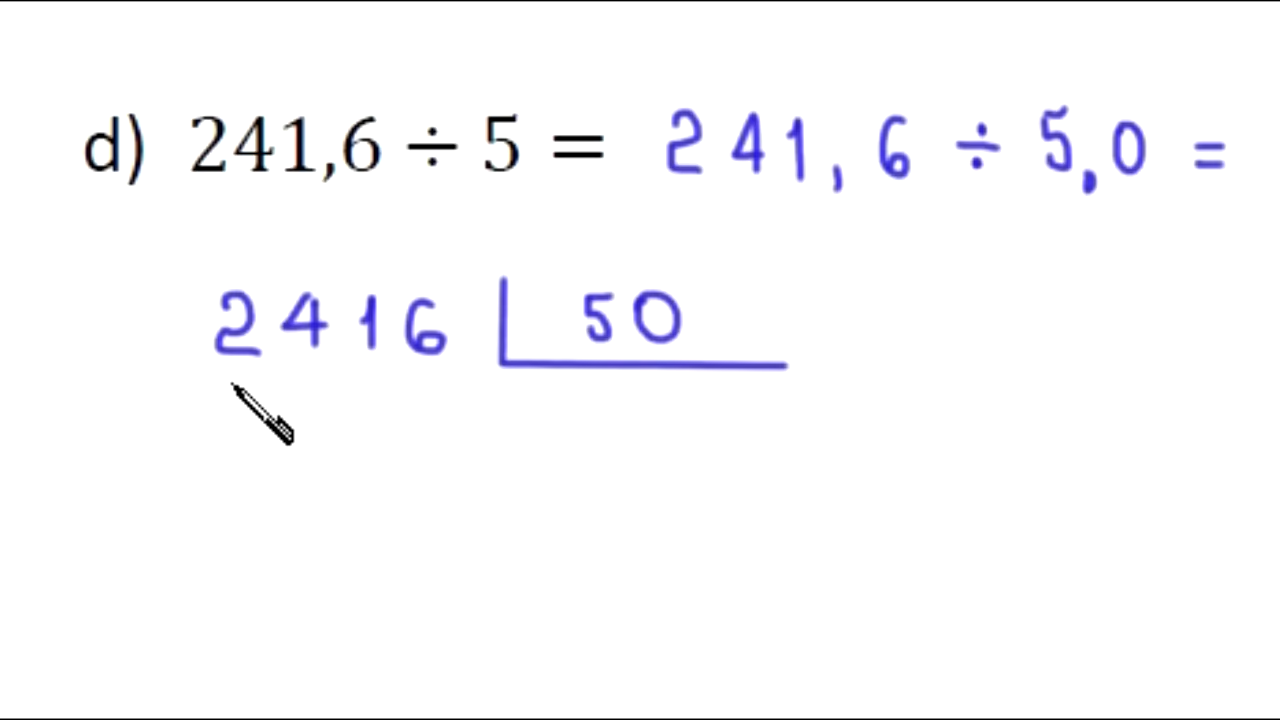 d) 241,6 ÷ 5 = 241,6 ÷ 5,0 =
2416 50